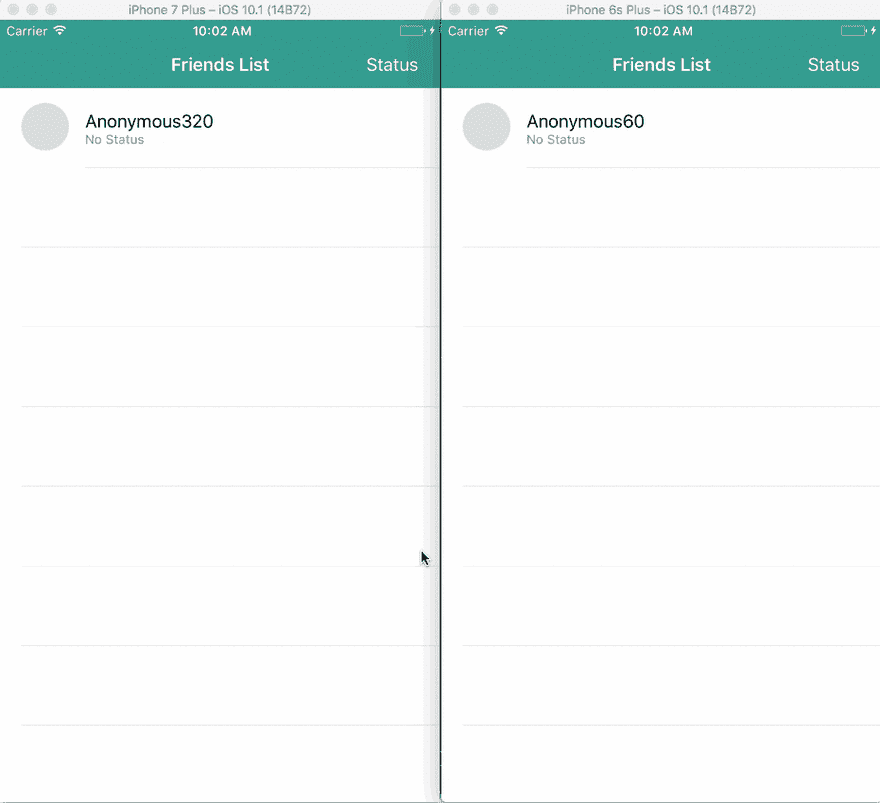 iPhone 7 Plus – iOS 10.1 (14B72)
Carrier 10:02 AM
Friends List Status
Anonymous320
No Status
iPhone 6s Plus – iOS 10.1 (14B72)
Carrier 10:02 AM
Friends List Status
Anonymous60
No Status